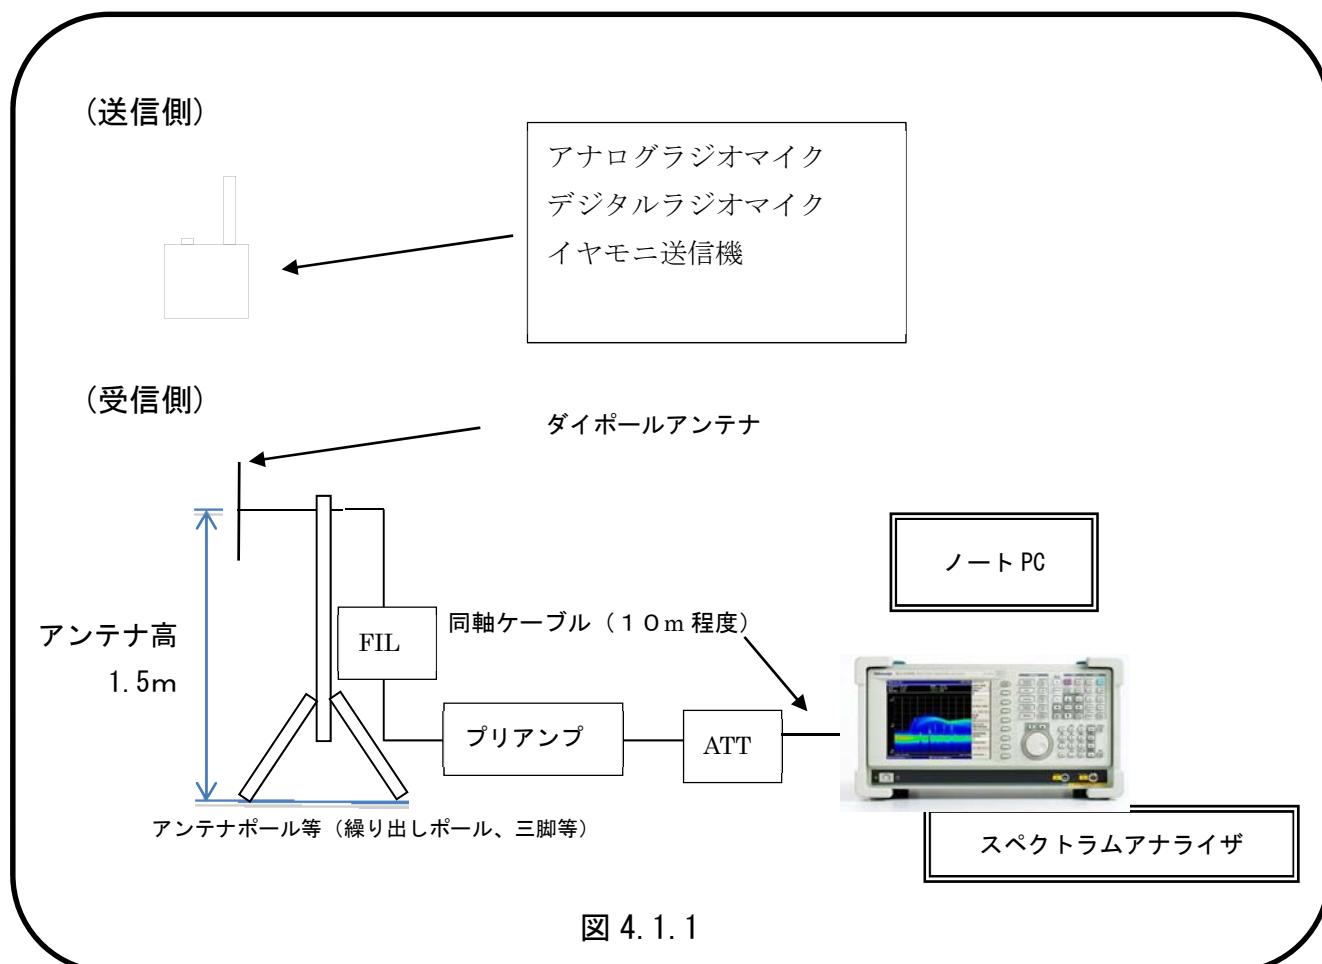 (送信側)
アナログラジオマイク
デジタルラジオマイク
イヤモニ送信機
(受信側)
ダイポールアンテナ
ノート PC
アンテナ高
1.5m
FIL
同軸ケーブル（１０m 程度）
プリアンプ
ATT
アンテナポール等（繰り出しポール、三脚等）
スペクトラムアナライザ
図 4.1.1